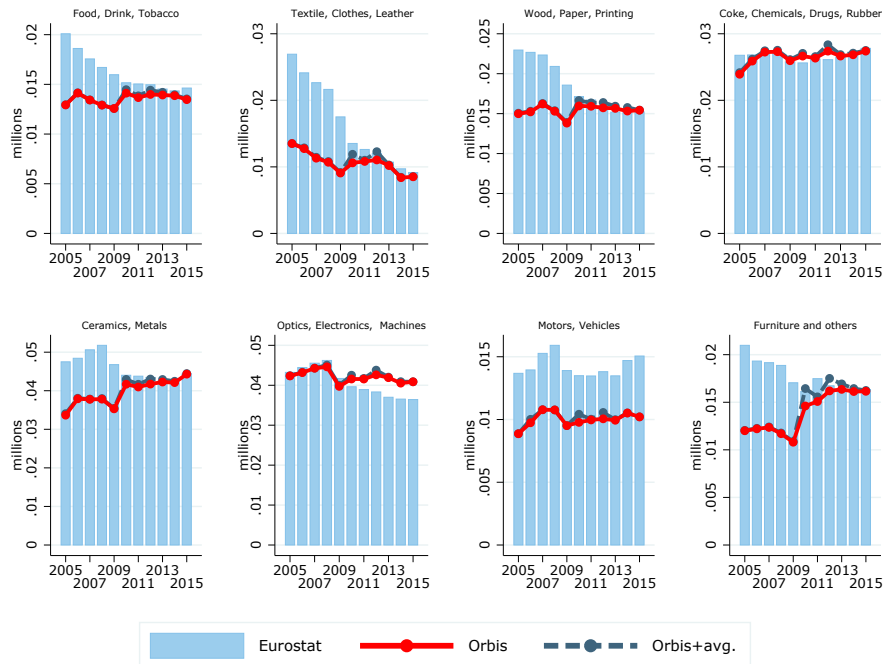 Food, Drink, Tobacco
millions
.02
.015
.01
.005
0
2005 2009 2013
2007 2011 2015
Textile, Clothes, Leather
millions
.03
.02
.01
0
2005 2009 2013
2007 2011 2015
Wood, Paper, Printing
millions
.025
.02
.015
.01
.005
0
2005 2009 2013
2007 2011 2015
Coke, Chemicals, Drugs, Rubber
millions
.03
.02
.01
0
2005 2009 2013
2007 2011 2015
Ceramics, Metals
millions
.05
.04
.03
.02
.01
0
2005 2009 2013
2007 2011 2015
Optics, Electronics, Machines
millions
.05
.04
.03
.02
.01
0
2005 2009 2013
2007 2011 2015
Motors, Vehicles
millions
.015
.01
.005
0
2005 2009 2013
2007 2011 2015
Furniture and others
millions
.02
.015
.01
.005
0
2005 2009 2013
2007 2011 2015
Eurostat Orbis Orbis+avg.